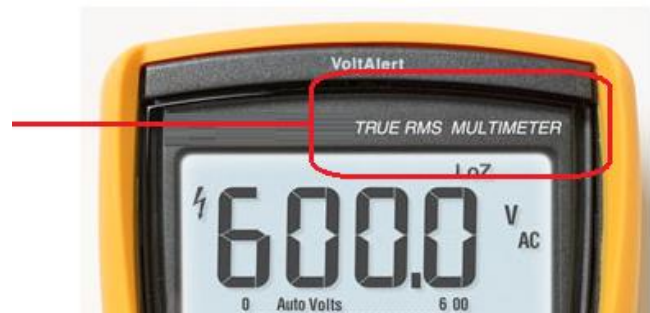 VoltAlert
TRUE RMS MULTIMETER
LoZ
600.0 V
AC
0 Auto Volts 6 00